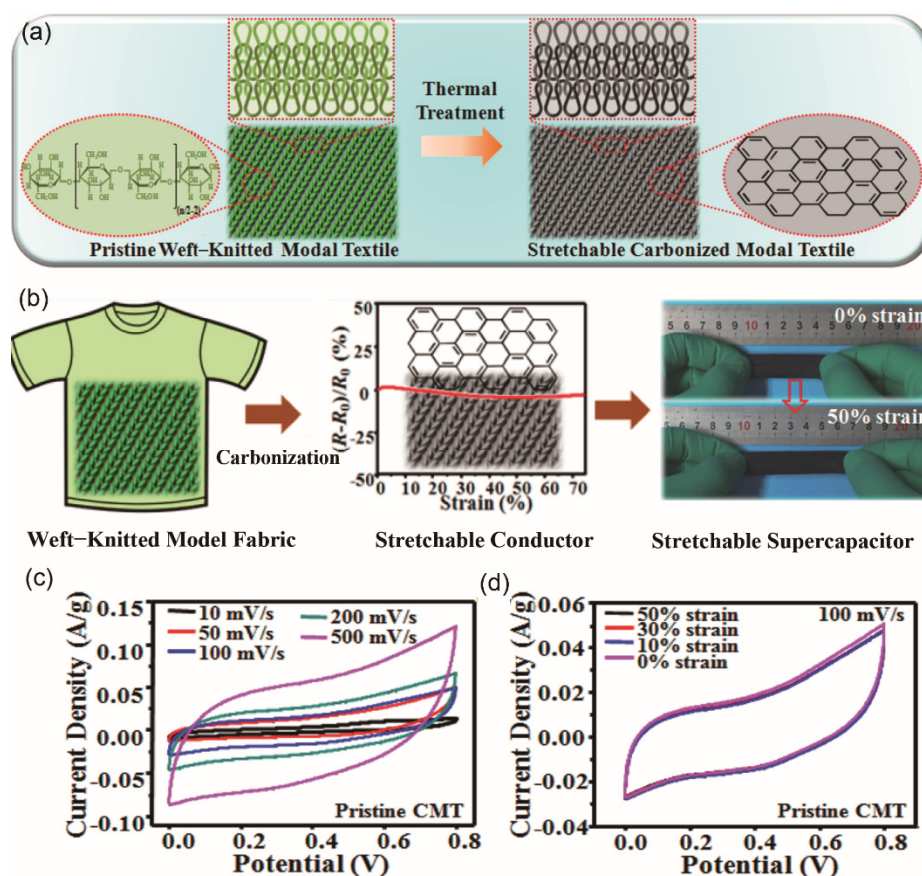 (a)
Thermal
Treatment
H OH
CH₂OH
OH
H
O
(n/2-2)
Pristine Weft-Knitted Modal Textile
Stretchable Carbonized Modal Textile
(b)
Carbonization
Weft-Knitted Model Fabric
(R-R₀)/R₀ (%)
50
25
0
-25
-50
0 10 20 30 40 50 60 70
Strain (%)
Stretchable Conductor
0% strain
50% strain
Stretchable Supercapacitor
(c)
Current Density (A/g)
0.15
0.10
0.05
0.00
-0.05
-0.10
10 mV/s
50 mV/s
100 mV/s
200 mV/s
500 mV/s
Pristine CMT
0.0 0.2 0.4 0.6 0.8
Potential (V)
(d)
Current Density (A/g)
0.06
0.04
0.02
0.00
-0.02
-0.04
50% strain
30% strain
10% strain
0% strain
100 mV/s
Pristine CMT
0.0 0.2 0.4 0.6 0.8
Potential (V)